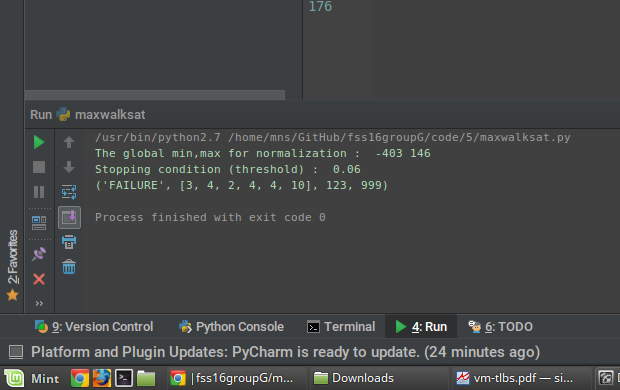 176
Run maxwalksat
/usr/bin/python2.7 /home/mns/GitHub/fss16groupG/code/5/maxwalksat.py
The global min,max for normalization :  -403 146
Stopping condition (threshold) :  0.06
('FAILURE', [3, 4, 2, 4, 4, 10], 123, 999)
Process finished with exit code 0
2: Favorites
9: Version Control Python Console Terminal 4: Run 6: TODO
Platform and Plugin Updates: PyCharm is ready to update. (24 minutes ago)
Mint |fss16groupG/m... Downloads vm-tlbs.pdf — si... [Re